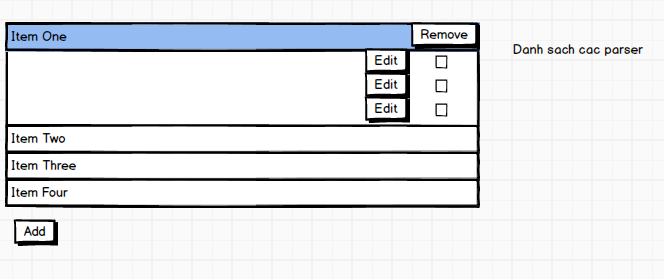 Item One
Remove
Danh sach cac parser
Edit
Edit
Edit
Item Two
Item Three
Item Four
Add